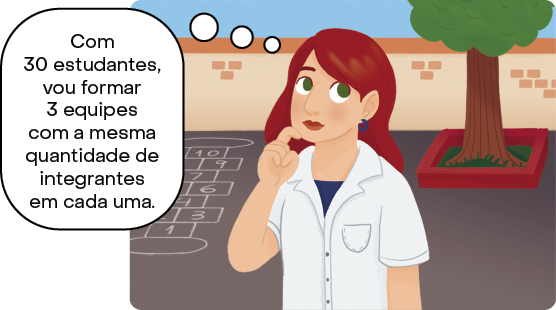 Com
30 estudantes,
vou formar
3 equipes
com a mesma
quantidade de
integrantes
em cada uma.
10
9
7
6
4
3
1